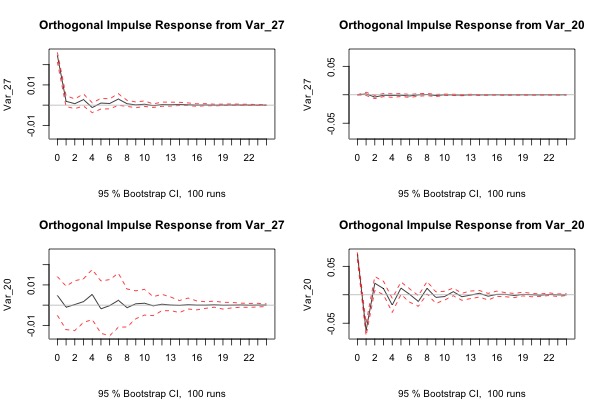 Orthogonal Impulse Response from Var_27
Var_27
0.01
-0.01
0 2 4 6 8 10 13 16 19 22
95 % Bootstrap CI, 100 runs
Orthogonal Impulse Response from Var_20
Var_27
0.05
-0.05
0 2 4 6 8 10 13 16 19 22
95 % Bootstrap CI, 100 runs
Orthogonal Impulse Response from Var_27
Var_20
0.01
-0.01
0 2 4 6 8 10 13 16 19 22
95 % Bootstrap CI, 100 runs
Orthogonal Impulse Response from Var_20
Var_20
0.05
-0.05
0 2 4 6 8 10 13 16 19 22
95 % Bootstrap CI, 100 runs